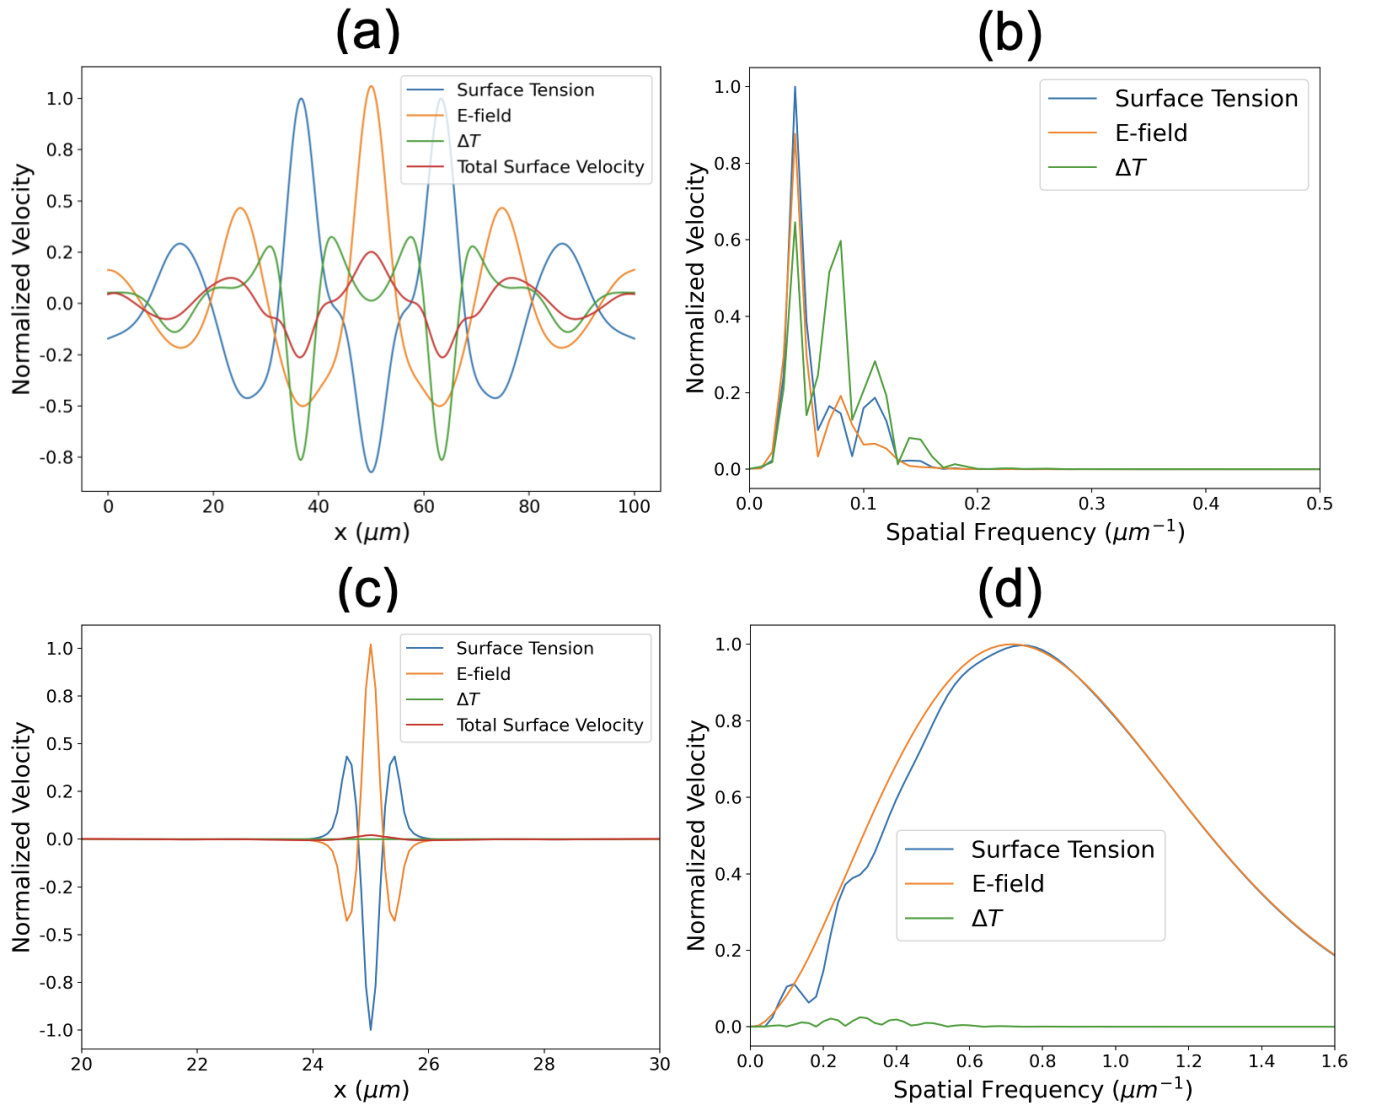 (a)
Normalized Velocity
1.0
0.8
0.5
0.2
0.0
-0.2
-0.5
-0.8
Surface Tension
E-field
ΔT
Total Surface Velocity
0 20 40 60 80 100
x (μm)
(b)
Normalized Velocity
1.0
0.8
0.6
0.4
0.2
0.0
Surface Tension
E-field
ΔT
0.0 0.1 0.2 0.3 0.4 0.5
Spatial Frequency (μm⁻¹)
(c)
Normalized Velocity
1.0
0.8
0.5
0.2
0.0
-0.2
-0.5
-0.8
-1.0
Surface Tension
E-field
ΔT
Total Surface Velocity
20 22 24 26 28 30
x (μm)
(d)
Normalized Velocity
1.0
0.8
0.6
0.4
0.2
0.0
Surface Tension
E-field
ΔT
0.0 0.2 0.4 0.6 0.8 1.0 1.2 1.4 1.6
Spatial Frequency (μm⁻¹)